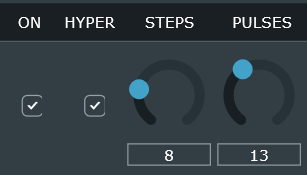 ON HYPER STEPS PULSES
8 13